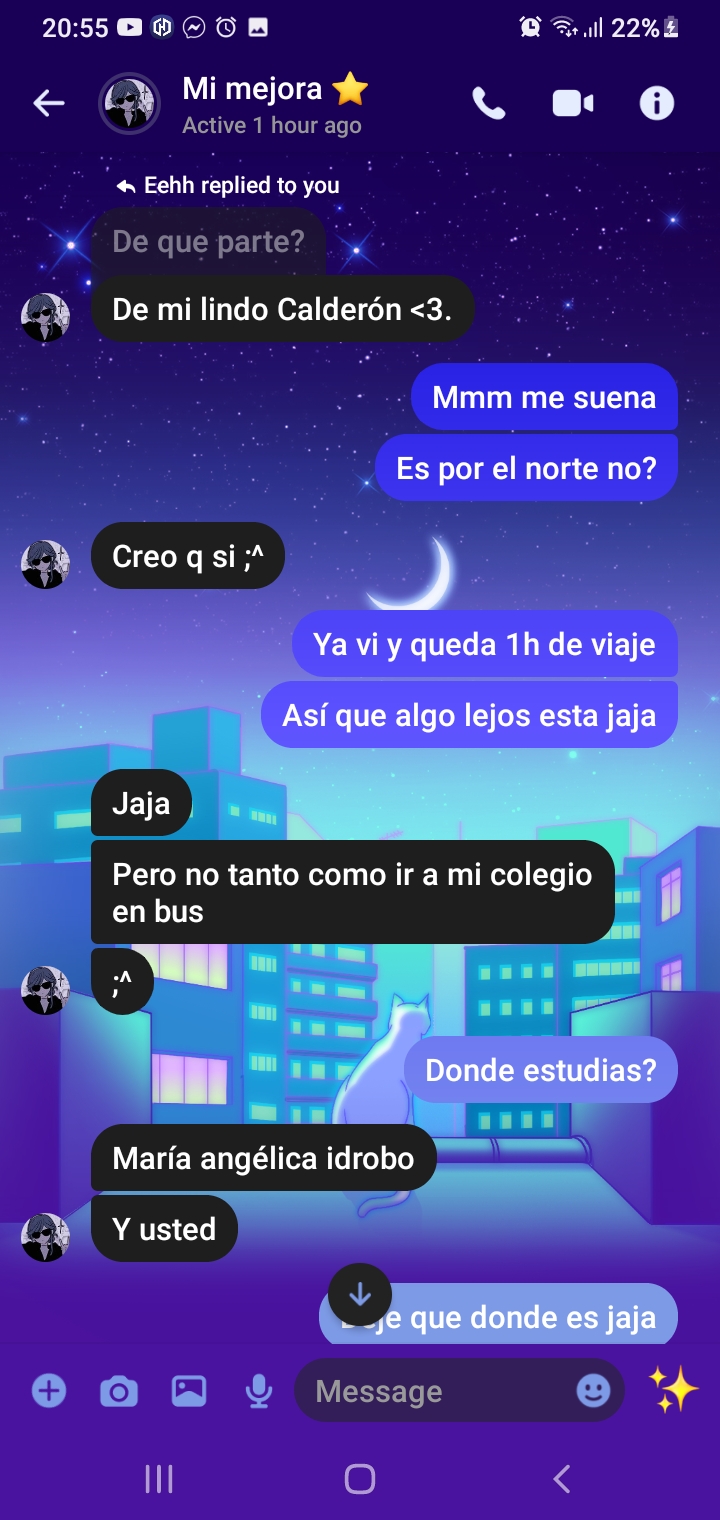 20:55
22%
Mi mejora ⭐
Active 1 hour ago
Eehh replied to you
De que parte?
De mi lindo Calderón <3.
Mmm me suena
Es por el norte no?
Creo q si ;^
Ya vi y queda 1h de viaje
Así que algo lejos esta jaja
Jaja
Pero no tanto como ir a mi colegio
en bus
;^
Donde estudias?
María angélica idrobo
Y usted
que donde es jaja
Message